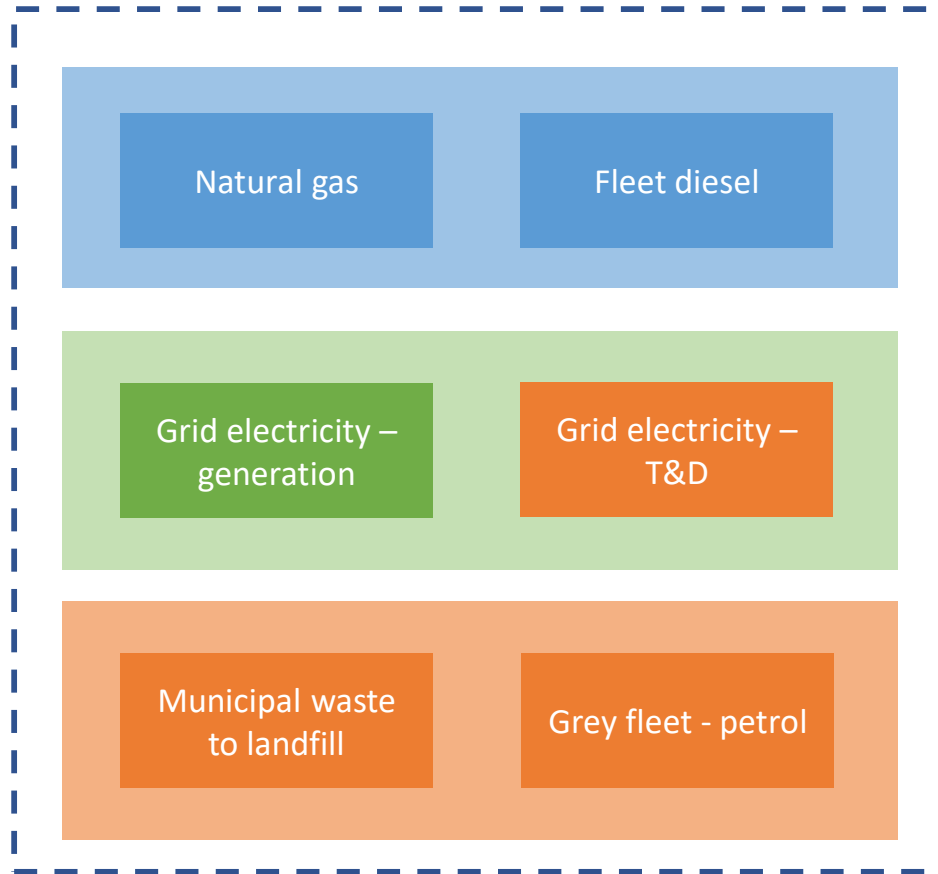 Natural gas
Fleet diesel
Grid electricity –
generation
Grid electricity –
T&D
Municipal waste
to landfill
Grey fleet - petrol